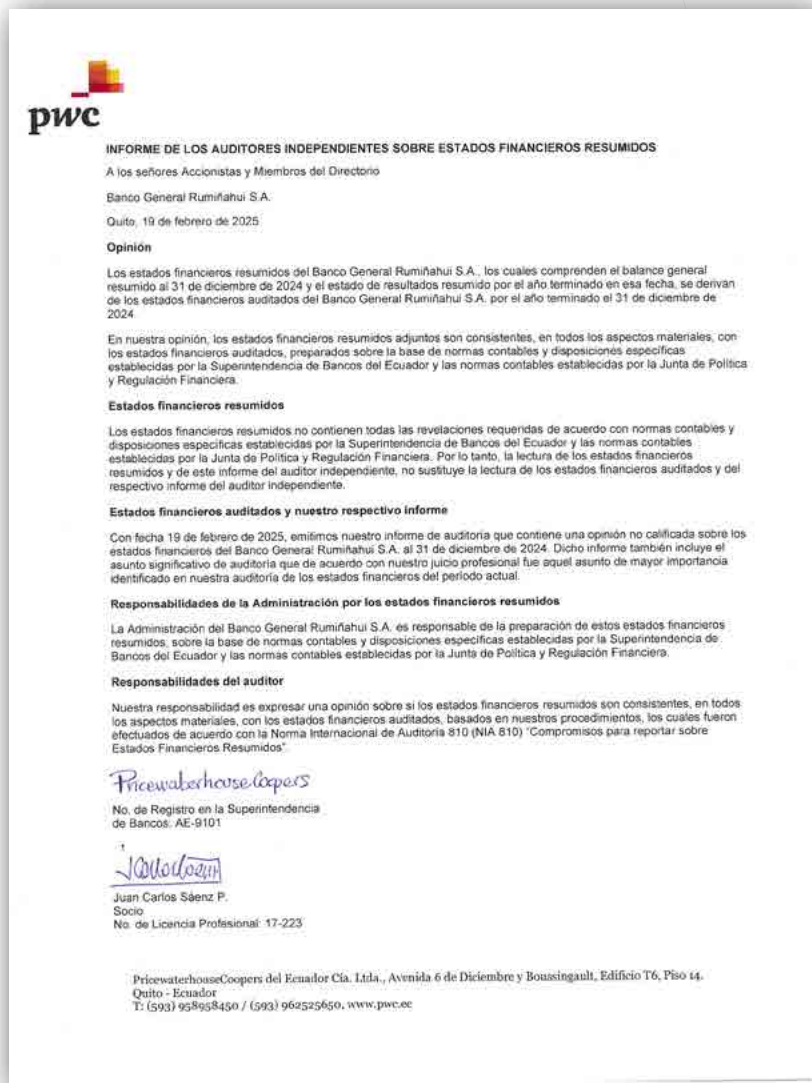 pwc
INFORME DE LOS AUDITORES INDEPENDIENTES SOBRE ESTADOS FINANCIEROS RESUMIDOS
A los señores Accionistas y Miembros del Directorio
Banco General Rumiñahui S.A.
Quito, 19 de febrero de 2025
Opinión
Los estados financieros resumidos del Banco General Rumiñahui S.A., los cuales comprenden el balance general
resumido al 31 de diciembre de 2024 y el estado de resultados resumido por el año terminado en esa fecha, se derivan
de los estados financieros auditados del Banco General Rumiñahui S.A. por el año terminado el 31 de diciembre de
2024.
En nuestra opinión, los estados financieros resumidos adjuntos son consistentes, en todos los aspectos materiales, con
los estados financieros auditados, preparados sobre la base de normas contables y disposiciones específicas
establecidas por la Superintendencia de Bancos del Ecuador y las normas contables establecidas por la Junta de Política
y Regulación Financiera.
Estados financieros resumidos
Los estados financieros resumidos no contienen todas las revelaciones requeridas de acuerdo con normas contables y
disposiciones específicas establecidas por la Superintendencia de Bancos del Ecuador y las normas contables
establecidas por la Junta de Política y Regulación Financiera. Por lo tanto, la lectura de los estados financieros
resumidos y de este informe del auditor independiente, no sustituye la lectura de los estados financieros auditados y del
respectivo informe del auditor independiente.
Estados financieros auditados y nuestro respectivo informe
Con fecha 19 de febrero de 2025, emitimos nuestro informe de auditoría que contiene una opinión no calificada sobre los
estados financieros del Banco General Rumiñahui S.A. al 31 de diciembre de 2024. Dicho informe también incluye el
asunto significativo de auditoría que de acuerdo con nuestro juicio profesional fue aquel asunto de mayor importancia
identificado en nuestra auditoría de los estados financieros del período actual.
Responsabilidades de la Administración por los estados financieros resumidos
La Administración del Banco General Rumiñahui S.A. es responsable de la preparación de estos estados financieros
resumidos, sobre la base de normas contables y disposiciones específicas establecidas por la Superintendencia de
Bancos del Ecuador y las normas contables establecidas por la Junta de Política y Regulación Financiera.
Responsabilidades del auditor
Nuestra responsabilidad es expresar una opinión sobre si los estados financieros resumidos son consistentes, en todos
los aspectos materiales, con los estados financieros auditados, basados en nuestros procedimientos, los cuales fueron
efectuados de acuerdo con la Norma Internacional de Auditoría 810 (NIA 810) "Compromisos para reportar sobre
Estados Financieros Resumidos"
PricewaterhouseCoopers
No. de Registro en la Superintendencia
de Bancos: AE-9101
Juan Carlos Sáenz P.
Socio
No. de Licencia Profesional: 17-223
PricewaterhouseCoopers del Ecuador Cía. Ltda., Avenida 6 de Diciembre y Boussingault, Edificio T6, Piso 14.
Quito - Ecuador
T: (593) 958958450 / (593) 962525650, www.pwc.ec